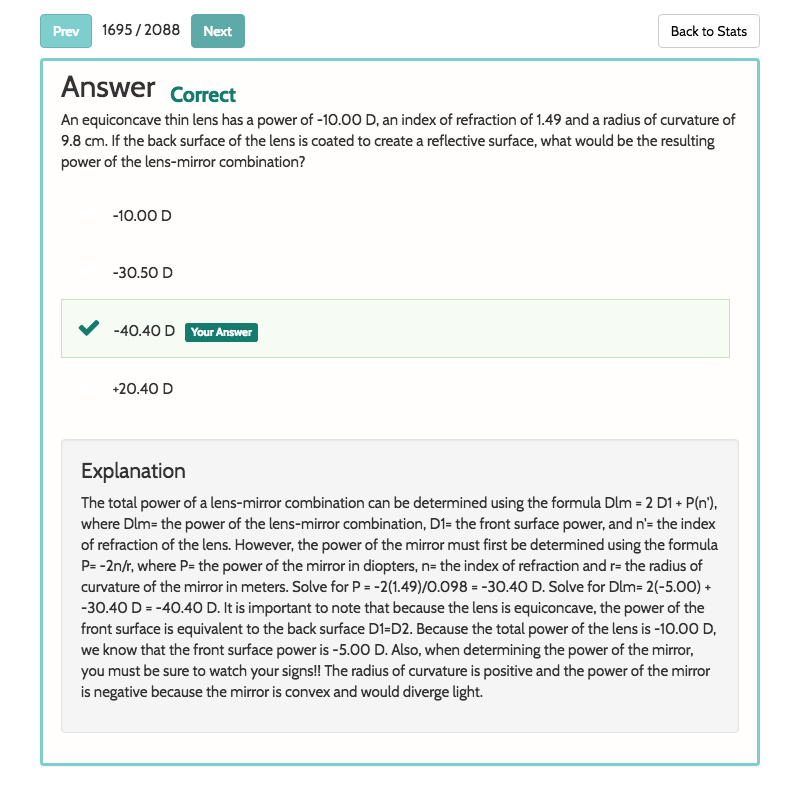 Prev 1695 / 2088 Next Back to Stats
Answer Correct
An equiconcave thin lens has a power of -10.00 D, an index of refraction of 1.49 and a radius of curvature of
9.8 cm. If the back surface of the lens is coated to create a reflective surface, what would be the resulting
power of the lens-mirror combination?
-10.00 D
-30.50 D
-40.40 D Your Answer
+20.40 D
Explanation
The total power of a lens-mirror combination can be determined using the formula Dlm = 2 D1 + P(n'),
where Dlm= the power of the lens-mirror combination, D1= the front surface power, and n'= the index
of refraction of the lens. However, the power of the mirror must first be determined using the formula
P= -2n/r, where P= the power of the mirror in diopters, n= the index of refraction and r= the radius of
curvature of the mirror in meters. Solve for P = -2(1.49)/0.098 = -30.40 D. Solve for Dlm= 2(-5.00) +
-30.40 D = -40.40 D. It is important to note that because the lens is equiconcave, the power of the
front surface is equivalent to the back surface D1=D2. Because the total power of the lens is -10.00 D,
we know that the front surface power is -5.00 D. Also, when determining the power of the mirror,
you must be sure to watch your signs!! The radius of curvature is positive and the power of the mirror
is negative because the mirror is convex and would diverge light.